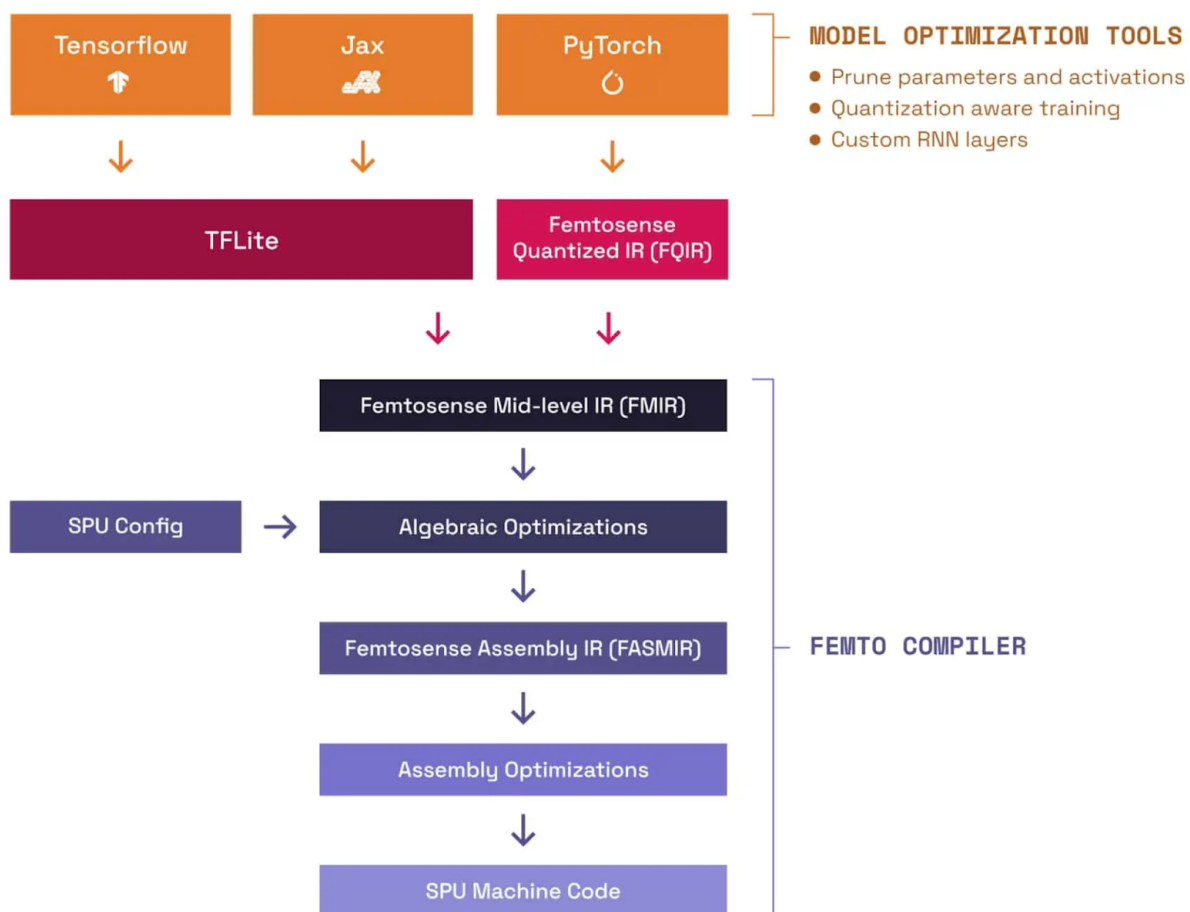 Tensorflow
Jax
PyTorch
MODEL OPTIMIZATION TOOLS
Prune parameters and activations
Quantization aware training
Custom RNN layers
TFLite
Femtosense
Quantized IR (FQIR)
Femtosense Mid-level IR (FMIR)
SPU Config
Algebraic Optimizations
Femtosense Assembly IR (FASMIR)
FEMTO COMPILER
Assembly Optimizations
SPU Machine Code